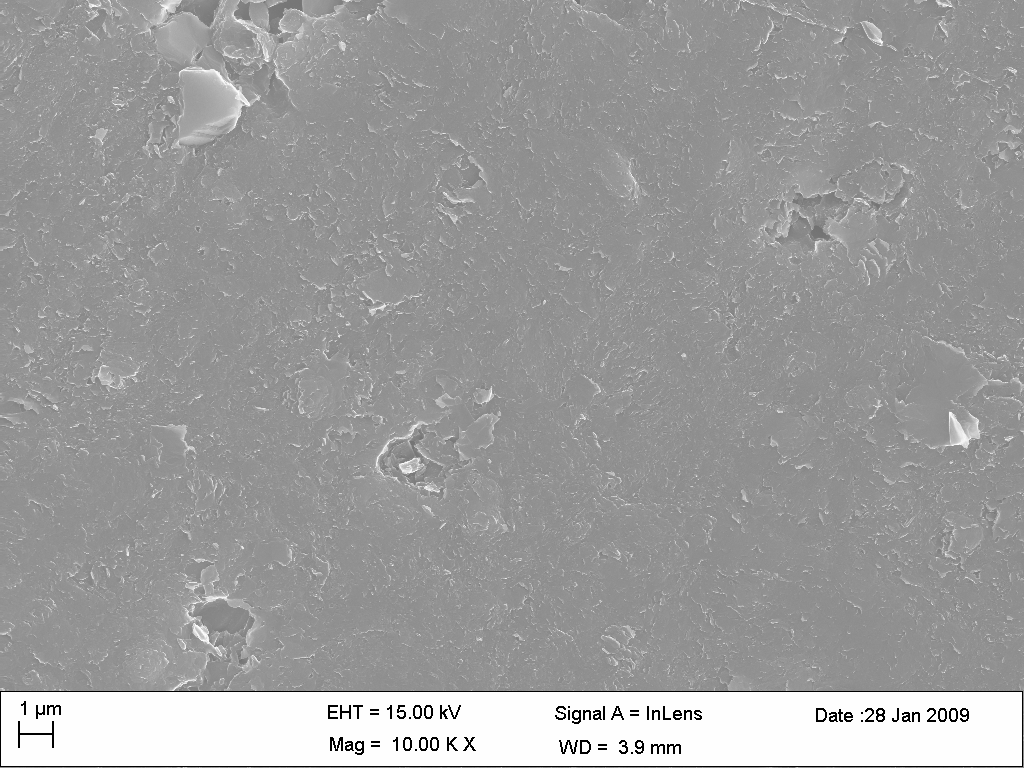 1 µm
EHT = 15.00 kV
Signal A = InLens
Date :28 Jan 2009
Mag = 10.00 K X
WD = 3.9 mm